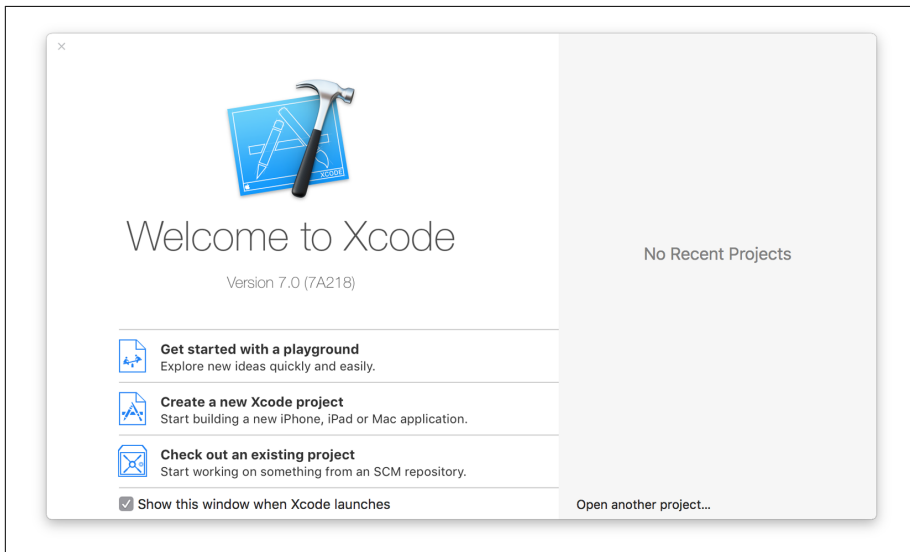 XCODE
Welcome to Xcode
Version 7.0 (7A218)
No Recent Projects
Get started with a playground
Explore new ideas quickly and easily.
Create a new Xcode project
Start building a new iPhone, iPad or Mac application.
Check out an existing project
Start working on something from an SCM repository.
Show this window when Xcode launches
Open another project...